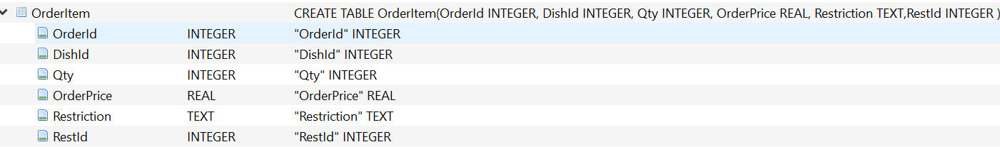 OrderItem CREATE TABLE OrderItem(OrderId INTEGER, DishId INTEGER, Qty INTEGER, OrderPrice REAL, Restriction TEXT,RestId INTEGER )
OrderId INTEGER "OrderId" INTEGER
DishId INTEGER "DishId" INTEGER
Qty INTEGER "Qty" INTEGER
OrderPrice REAL "OrderPrice" REAL
Restriction TEXT "Restriction" TEXT
RestId INTEGER "RestId" INTEGER